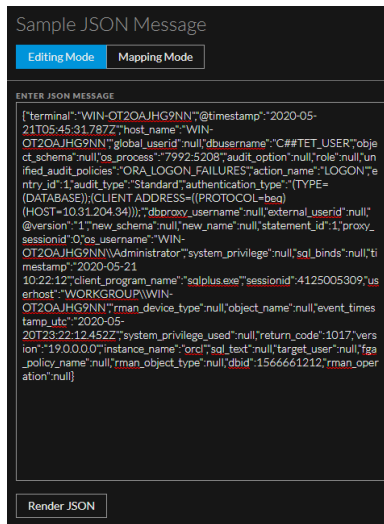 Sample JSON Message
Editing Mode
Mapping Mode
ENTER JSON MESSAGE
{"terminal":"WIN-OT2OAJHG9NN","@timestamp":"2020-05-
21T05:45:31.787Z","host_name":"WIN-
OT2OAJHG9NN","global_userid":null,"dbusername":"C##TET_USER","obje
ct_schema":null,"os_process":"7992:5208","audit_option":null,"role":null,"un
ified_audit_policies":"ORA_LOGON_FAILURES","action_name":"LOGON","e
ntry_id":1,"audit_type":"Standard","authentication_type":"(TYPE=
(DATABASE));(CLIENT ADDRESS=((PROTOCOL=beq)
(HOST=10.31.204.34)));","dbproxy_username":null,"external_userid":null,"
@version":"1","new_schema":null,"new_name":null,"statement_id":1,"proxy_
sessionid":0,"os_username":"WIN-
OT2OAJHG9NN\\Administrator","system_privilege":null,"sql_binds":null,"ti
mestamp":"2020-05-21
10:22:12","client_program_name":"sqlplus.exe","sessionid":4125005309,"us
erhost":"WORKGROUP\\WIN-
OT2OAJHG9NN","rman_device_type":null,"object_name":null,"event_times
tamp_utc":"2020-05-
20T23:22:12.452Z","system_privilege_used":null,"return_code":1017,"vers
ion":"19.0.0.0.0","instance_name":"orcl","sql_text":null,"target_user":null,"fga
_policy_name":null,"rman_object_type":null,"dbid":1566661212,"rman_oper
ation":null}
Render JSON